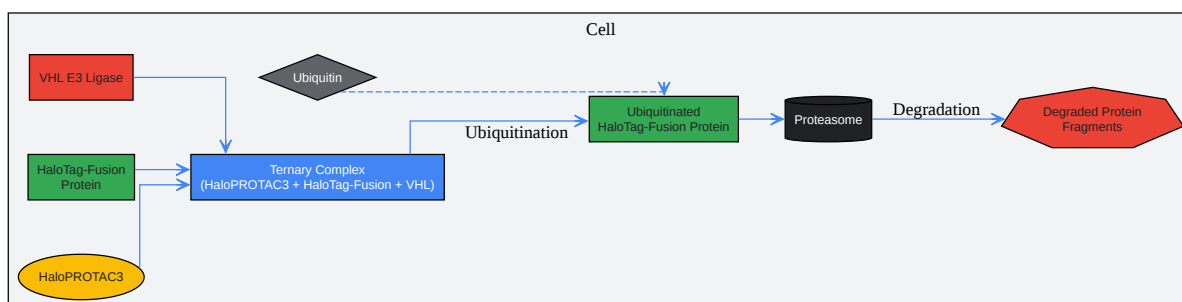 Cell
VHL E3 Ligase
Ubiquitin
Ubiquitinated
HaloTag-Fusion Protein
Proteasome
Degradation
Degraded Protein
Fragments
Ubiquitination
HaloTag-Fusion
Protein
Ternary Complex
(HaloPROTAC3 + HaloTag-Fusion + VHL)
HaloPROTAC3